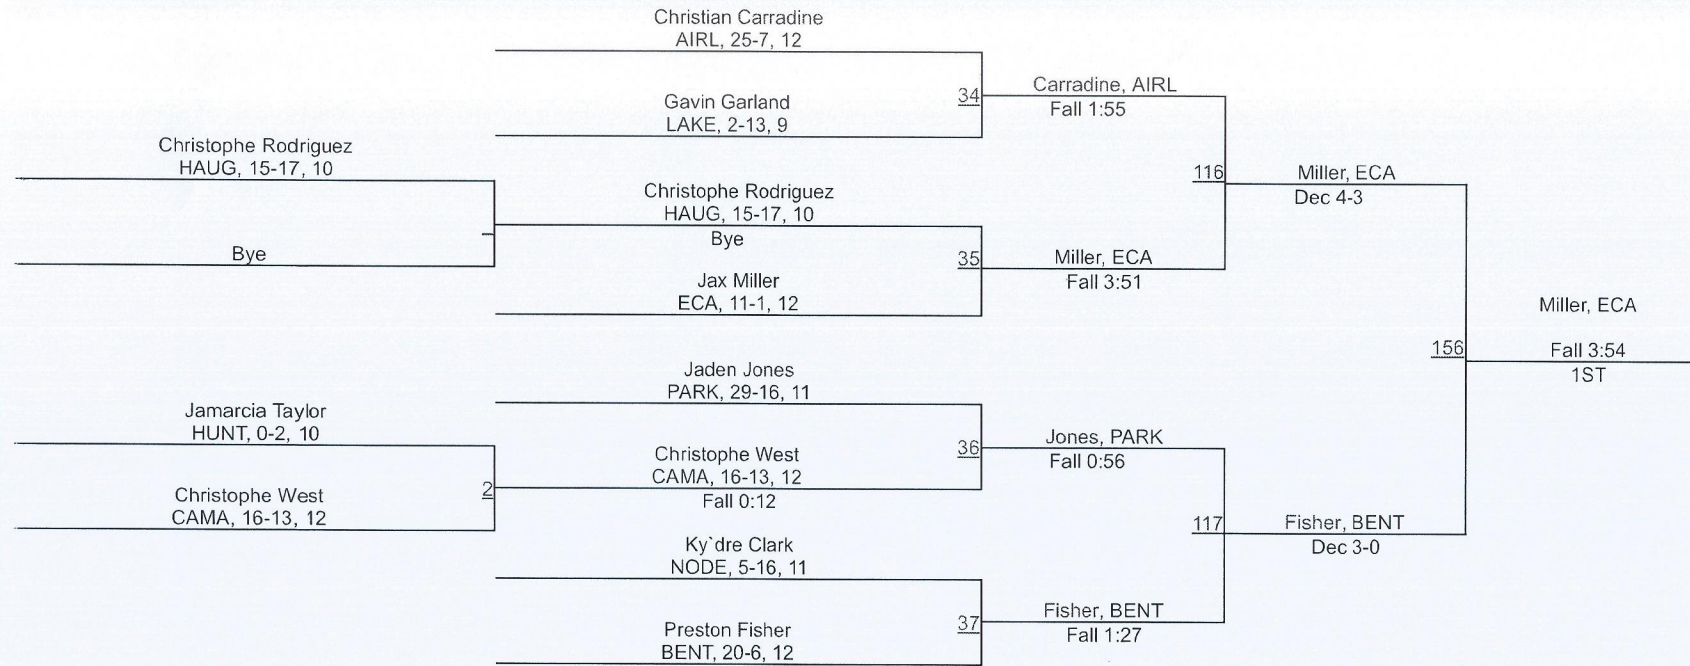 Christian Carradine
AIRL, 25-7, 12
34
Carradine, AIRL
Fall 1:55
Gavin Garland
LAKE, 2-13, 9
Christophe Rodriguez
HAUG, 15-17, 10
116
Miller, ECA
Dec 4-3
Christophe Rodriguez
HAUG, 15-17, 10
Bye
Bye
35
Miller, ECA
Fall 3:51
Jax Miller
ECA, 11-1, 12
Miller, ECA
156
Fall 3:54
1ST
Jaden Jones
PARK, 29-16, 11
Jamarcia Taylor
HUNT, 0-2, 10
36
Jones, PARK
Fall 0:56
Christophe West
CAMA, 16-13, 12
Fall 0:12
2
Christophe West
CAMA, 16-13, 12
117
Fisher, BENT
Dec 3-0
Ky`dre Clark
NODE, 5-16, 11
37
Fisher, BENT
Fall 1:27
Preston Fisher
BENT, 20-6, 12